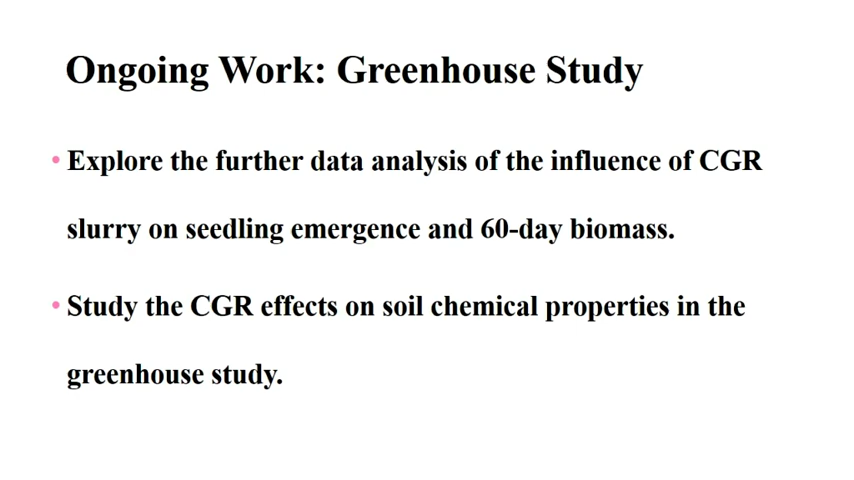 Ongoing Work: Greenhouse Study
• Explore the further data analysis of the influence of CGR
slurry on seedling emergence and 60-day biomass.
• Study the CGR effects on soil chemical properties in the
greenhouse study.